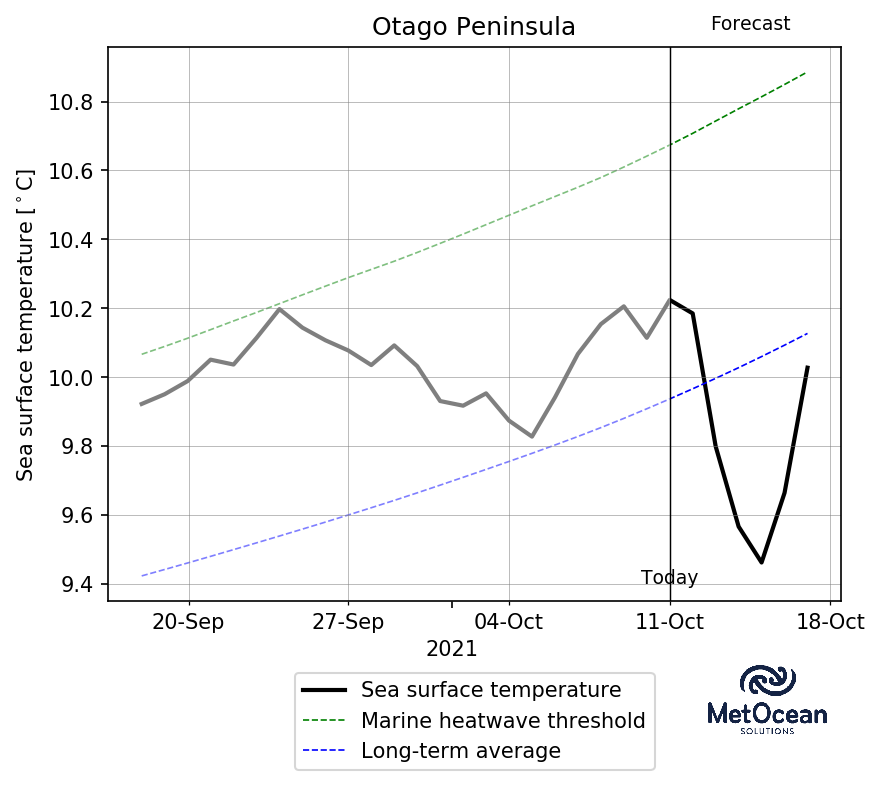 Otago Peninsula
Forecast
Sea surface temperature [°C]
10.8
10.6
10.4
10.2
10.0
9.8
9.6
9.4
Today
20-Sep 27-Sep 04-Oct 11-Oct 18-Oct
2021
Sea surface temperature
Marine heatwave threshold
Long-term average
MetOcean
SOLUTIONS